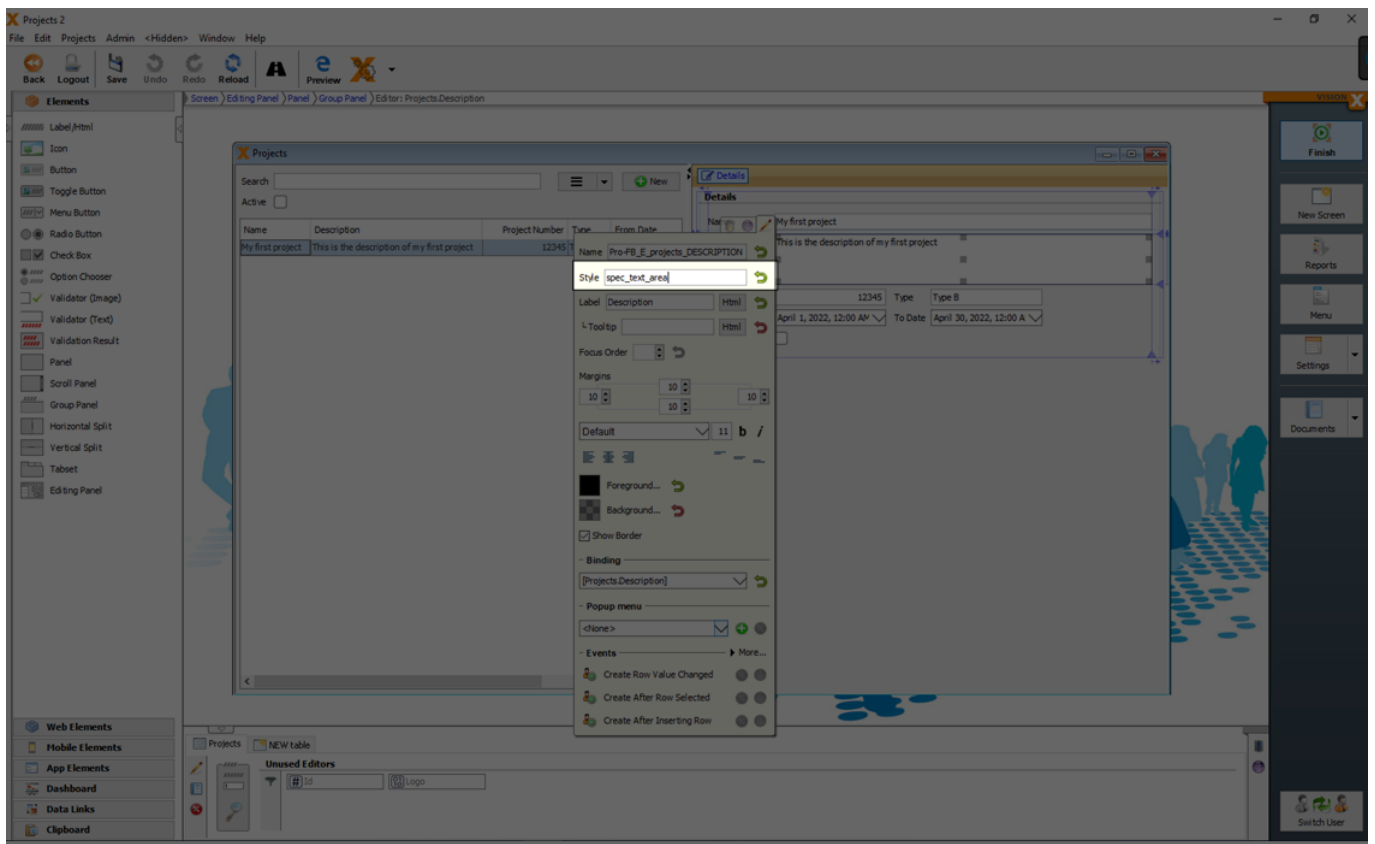 Projects 2
File Edit Projects Admin <Hidden> Window Help
Back Logout Save Undo Redo Reload Preview
Elements
Screen Editing Panel Panel Group Panel Editor: Projects.Description
VISION X
Label/Html
Icon
Button
Toggle Button
Menu Button
Radio Button
Check Box
Option Chooser
Validator (Image)
Validator (Text)
Validation Result
Panel
Scroll Panel
Group Panel
Horizontal Split
Vertical Split
Tabset
Editing Panel
Web Elements
Mobile Elements
App Elements
Dashboard
Data Links
Clipboard
Projects
Search
New
Active
Name Description Project Number Type From Date
My first project This is the description of my first project 12345 T
Details
Details
My first project
This is the description of my first project
12345 Type Type B
April 1, 2022, 12:00 AM To Date April 30, 2022, 12:00 A
Name Pro-FB_E_projects_DESCRIPTION
Style spec_text_area
Label Description Html
Tooltip Html
Focus Order
Margins
10
10
10
10
Default 11 b i
Foreground...
Background...
Show Border
Binding
[Projects.Description]
Popup menu
<None>
Events More...
Create Row Value Changed
Create After Row Selected
Create After Inserting Row
Projects NEW table
Unused Editors
# Id Logo
Finish
New Screen
Reports
Menu
Settings
Documents
Switch User